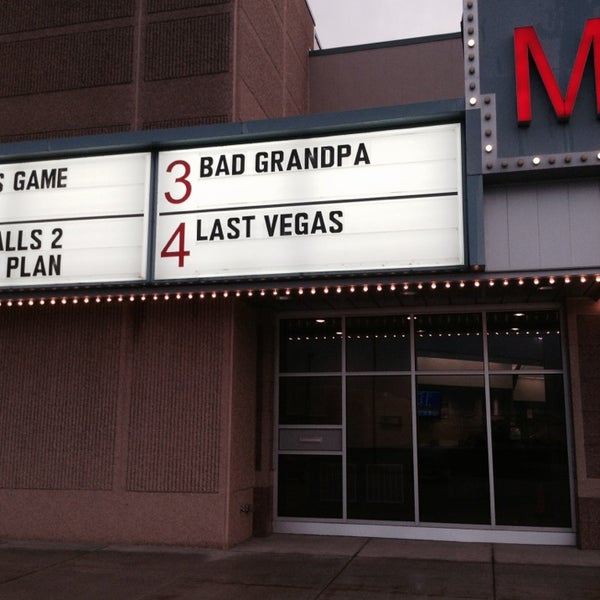 S GAME
ALLS 2
PLAN
3 BAD GRANDPA
4 LAST VEGAS
M